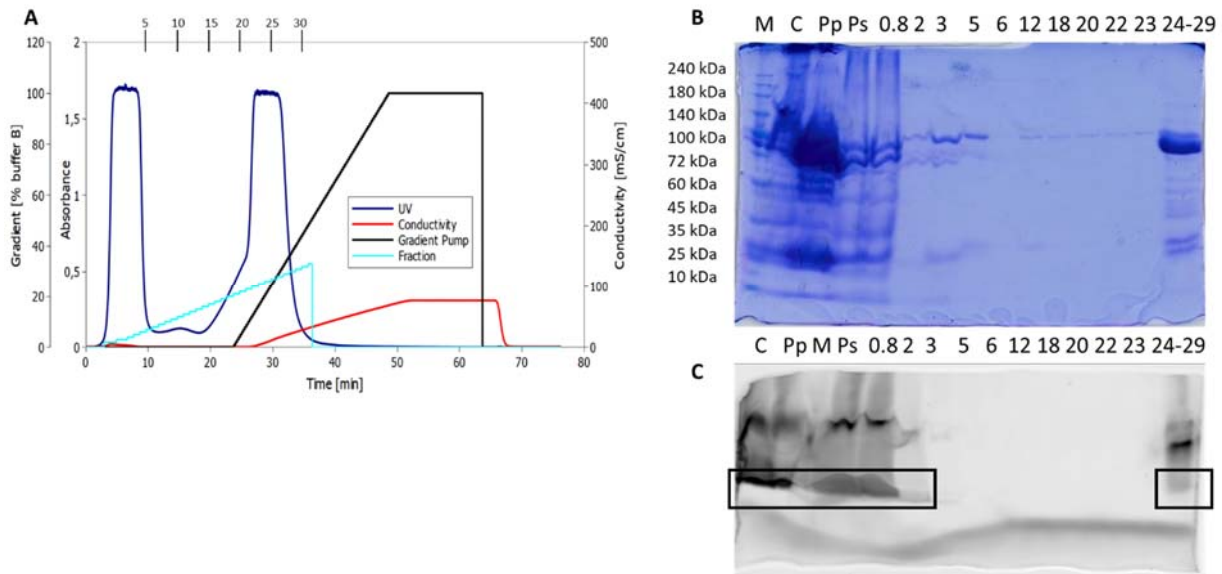 A
5 10 15 20 25 30
120 2 500
100 1,5 400
80 300
60 1
40 200
0,5
20 100
0 0 0
0 10 20 30 40 50 60 70 80
Time [min]
Gradient [% buffer B]
Absorbance
Conductivity [mS/cm]
UV
Conductivity
Gradient Pump
Fraction
B
M C Pp Ps 0.8 2 3 5 6 12 18 20 22 23 24-29
240 kDa
180 kDa
140 kDa
100 kDa
72 kDa
60 kDa
45 kDa
35 kDa
25 kDa
10 kDa
C Pp M Ps 0.8 2 3 5 6 12 18 20 22 23 24-29
C